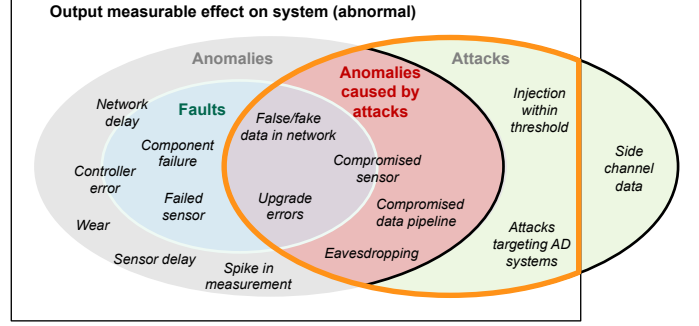 Output measurable effect on system (abnormal)
Anomalies
Attacks
Anomalies
caused by
attacks
Faults
Network
delay
False/fake
data in network
Injection
within
threshold
Component
failure
Compromised
sensor
Side
channel
data
Controller
error
Failed
sensor
Upgrade
errors
Compromised
data pipeline
Wear
Attacks
targeting AD
systems
Sensor delay
Eavesdropping
Spike in
measurement